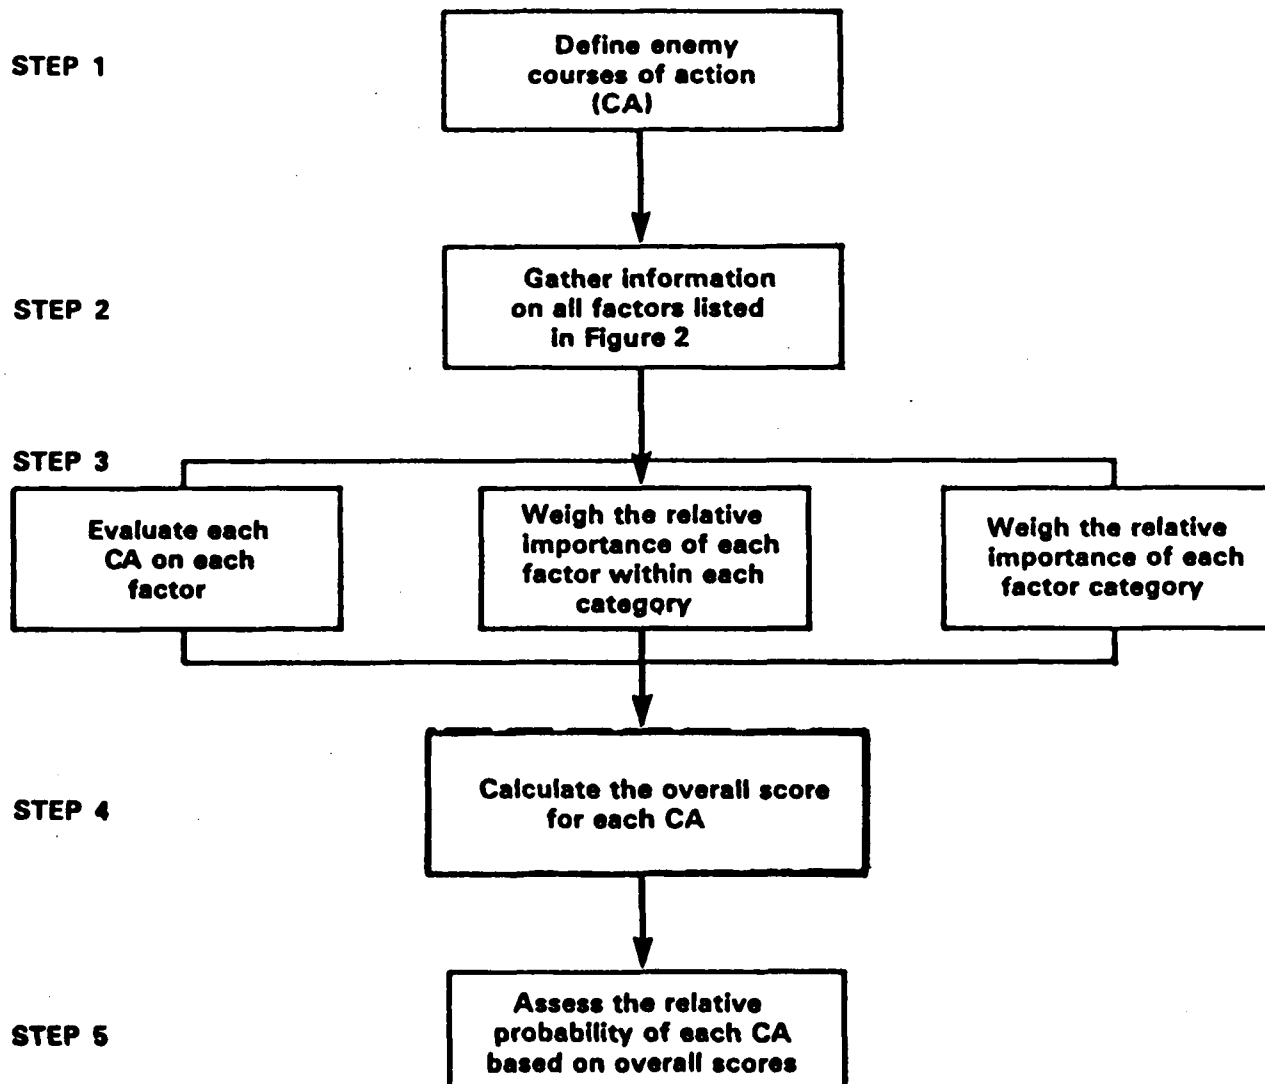 STEP 1
Define enemy
courses of action
(CA)
STEP 2
Gather information
on all factors listed
in Figure 2
STEP 3
Evaluate each
CA on each
factor
Weigh the relative
importance of each
factor within each
category
Weigh the relative
importance of each
factor category
STEP 4
Calculate the overall score
for each CA
STEP 5
Assess the relative
probability of each CA
based on overall scores